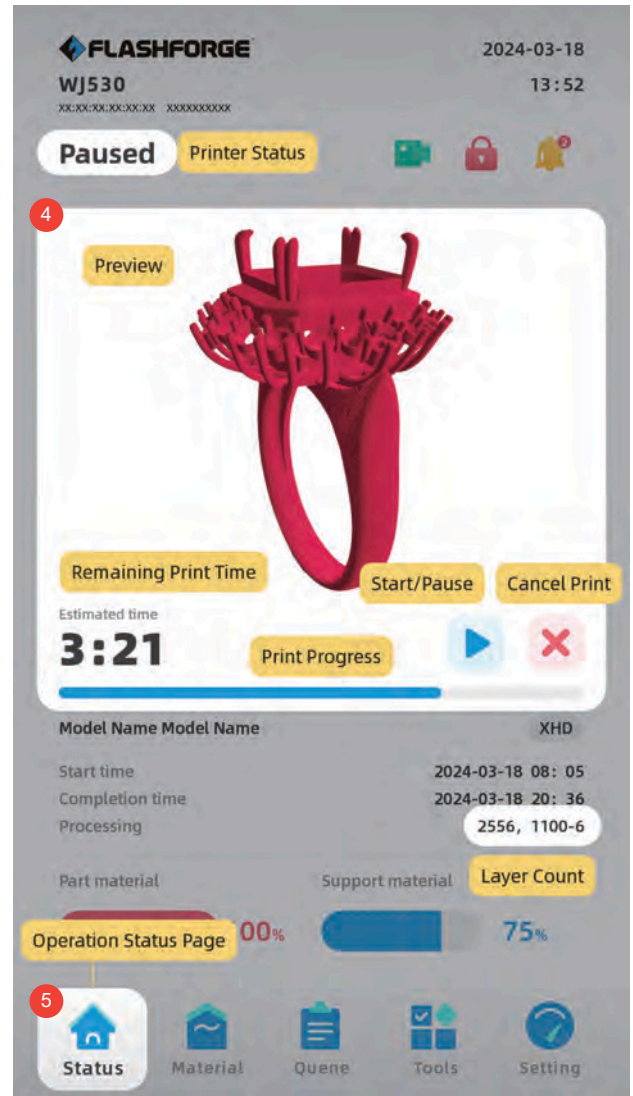 FLASHFORGE
2024-03-18
WJ530
13:52
xx:xx:xx:xx:xx:xx xxxxxxxxxx
Paused
Printer Status
2
4
Preview
Remaining Print Time
Start/Pause
Cancel Print
Estimated time
3:21
Print Progress
Model Name Model Name
XHD
Start time
2024-03-18 08: 05
Completion time
2024-03-18 20: 36
Processing
2556, 1100-6
Part material
Support material
Layer Count
Operation Status Page
00%
75%
5
Status
Material
Quene
Tools
Setting